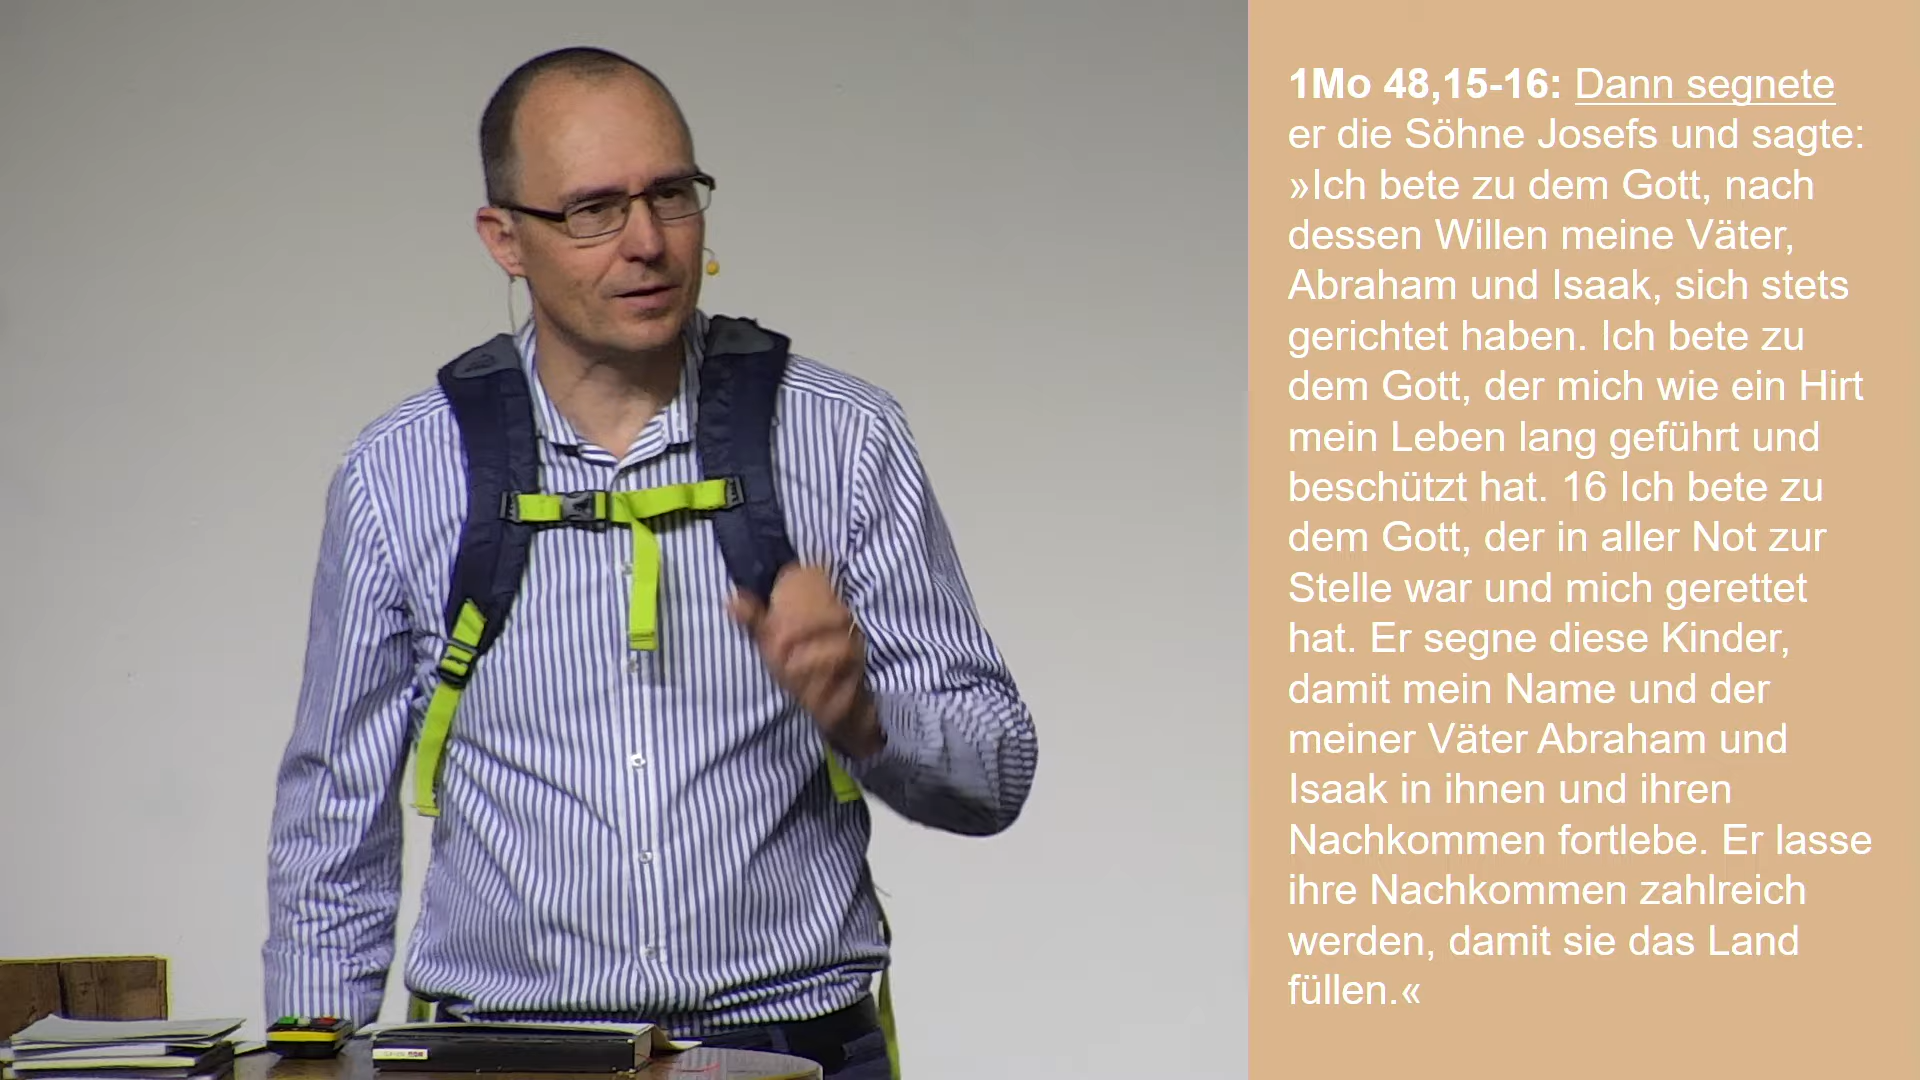 1Mo 48,15-16: Dann segnete
er die Söhne Josefs und sagte:
»Ich bete zu dem Gott, nach
dessen Willen meine Väter,
Abraham und Isaak, sich stets
gerichtet haben. Ich bete zu
dem Gott, der mich wie ein Hirt
mein Leben lang geführt und
beschützt hat. 16 Ich bete zu
dem Gott, der in aller Not zur
Stelle war und mich gerettet
hat. Er segne diese Kinder,
damit mein Name und der
meiner Väter Abraham und
Isaak in ihnen und ihren
Nachkommen fortlebe. Er lasse
ihre Nachkommen zahlreich
werden, damit sie das Land
füllen.«